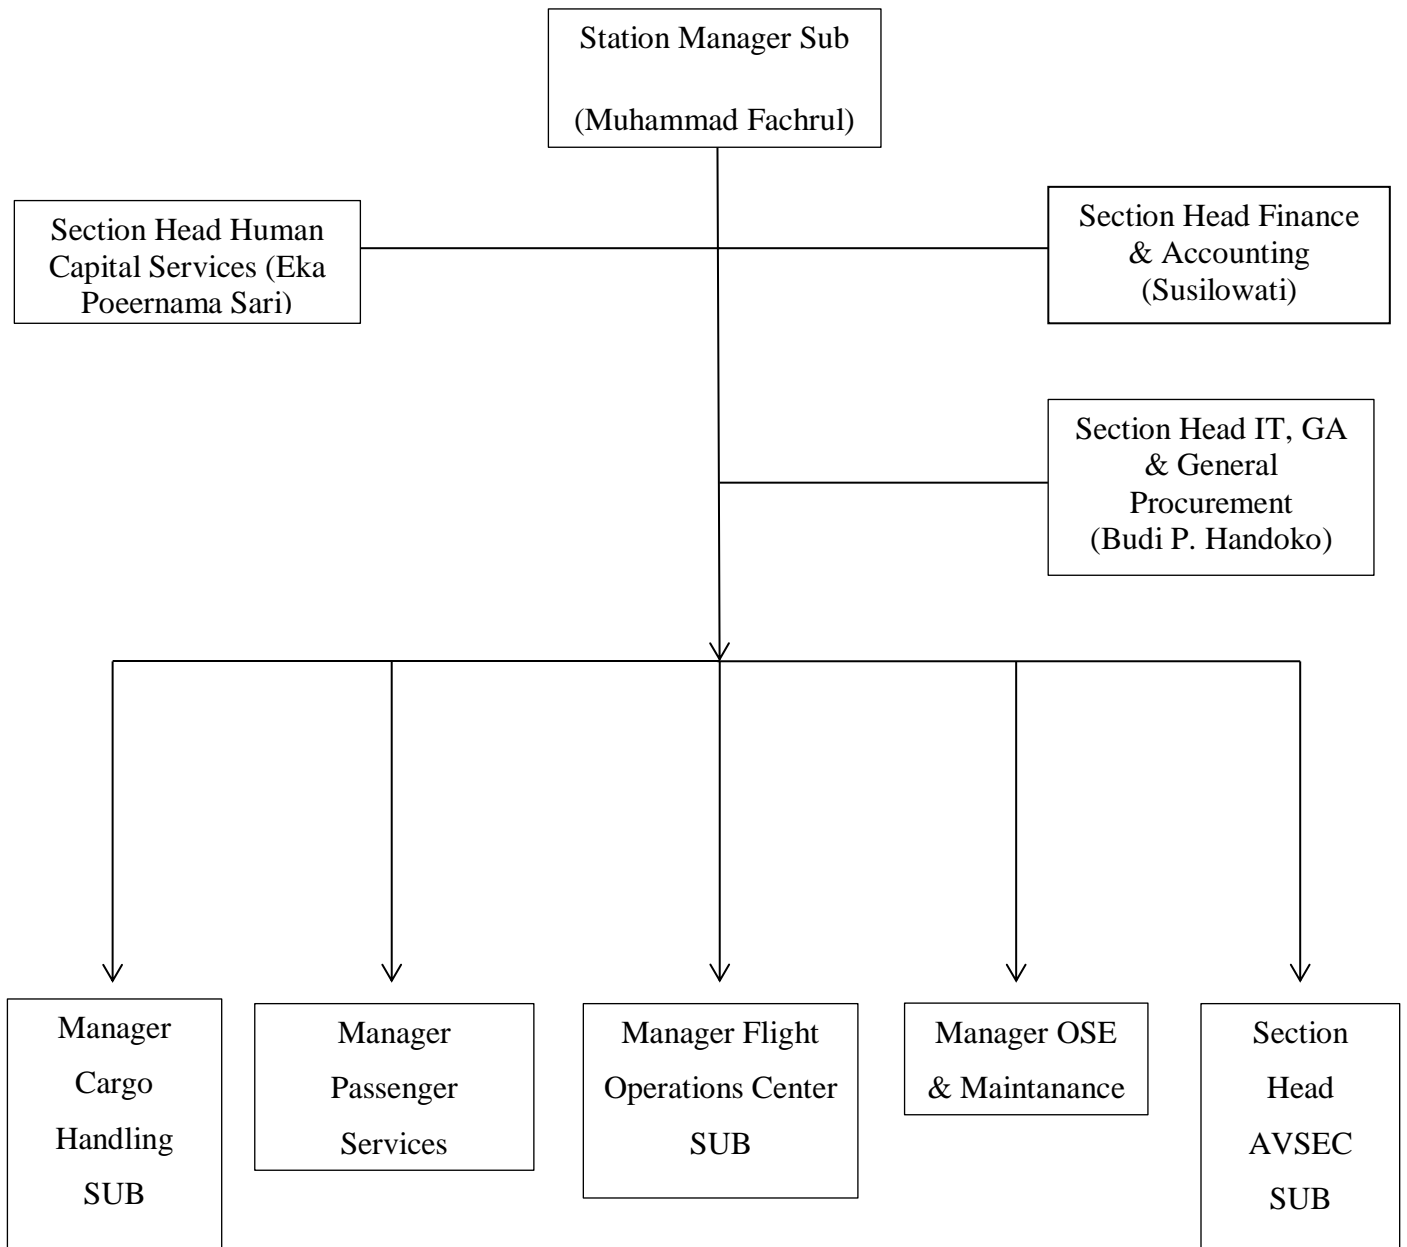 Station Manager Sub
(Muhammad Fachrul)
Section Head Human
Capital Services (Eka
Poeernama Sari)
Section Head Finance
& Accounting
(Susilowati)
Section Head IT, GA
& General
Procurement
(Budi P. Handoko)
Manager
Cargo
Handling
SUB
Manager
Passenger
Services
Manager Flight
Operations Center
SUB
Manager OSE
& Maintanance
Section
Head
AVSEC
SUB